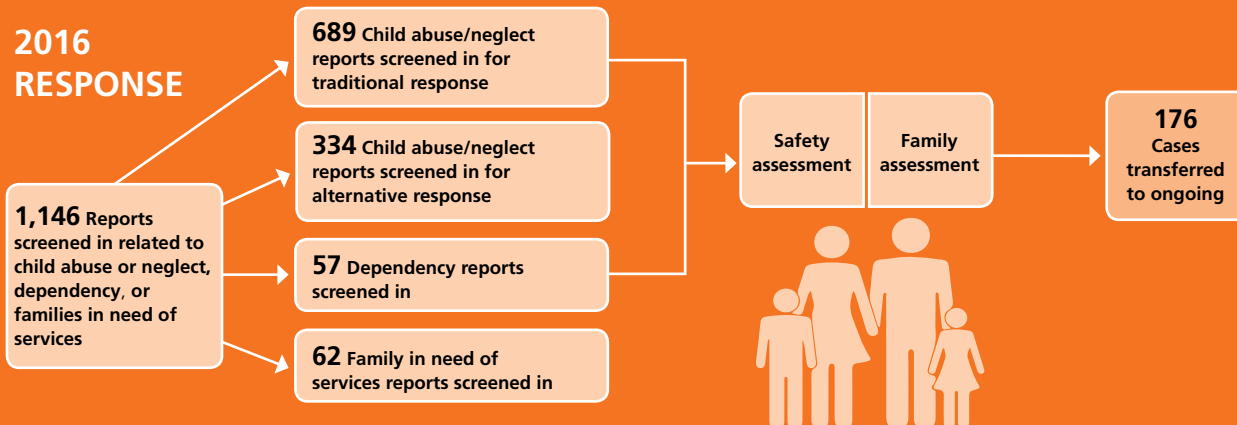 2016
RESPONSE
1,146 Reports
screened in related to
child abuse or neglect,
dependency, or
families in need of
services
689 Child abuse/neglect
reports screened in for
traditional response
334 Child abuse/neglect
reports screened in for
alternative response
57 Dependency reports
screened in
62 Family in need of
services reports screened in
Safety
assessment
Family
assessment
176
Cases
transferred
to ongoing